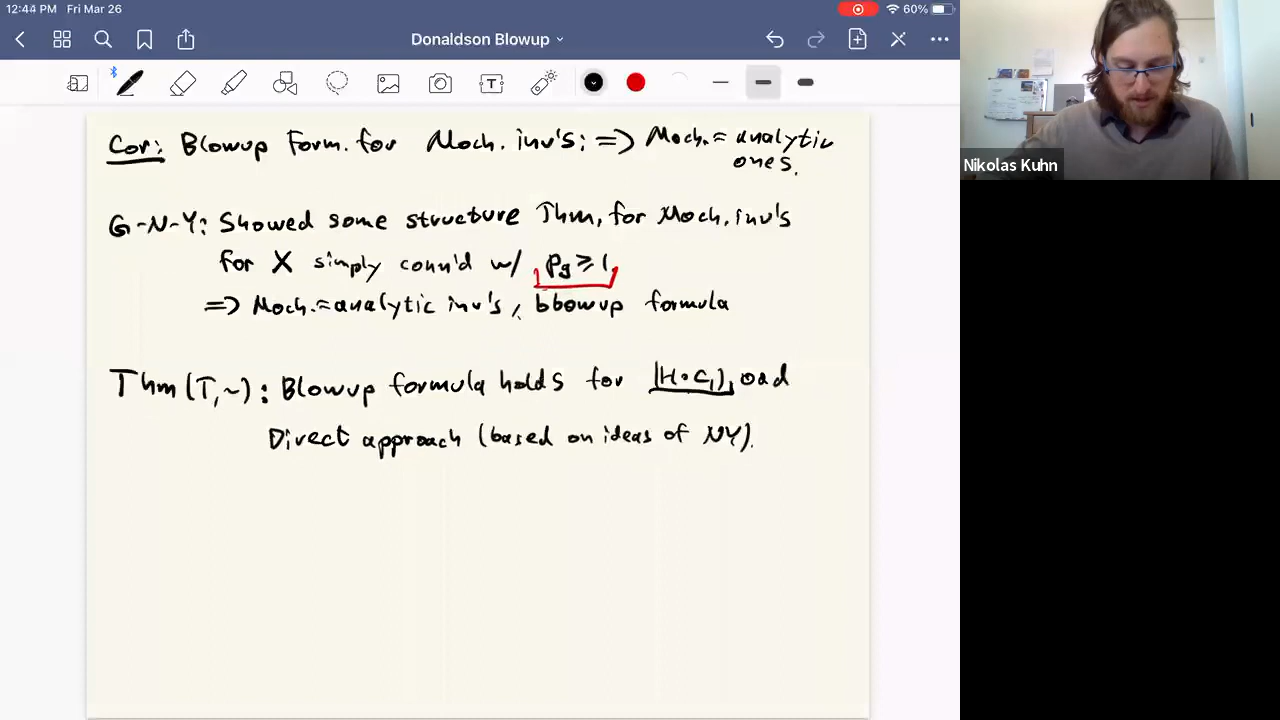 12:44 PM Fri Mar 26
60%
Donaldson Blowup
T
Cor: Blowup Form. for Moch. inv's: => Moch. = analytic
ones.
G-N-Y: Showed some structure Thm, for Moch. inv's
for X simply conn'd w/ pg ≥ 1,
=> Moch. = analytic inv's, bbowup formula
Thm (T, ~): Blowup formula holds for (H·c₁), odd
Direct approach (based on ideas of NY).
Nikolas Kuhn